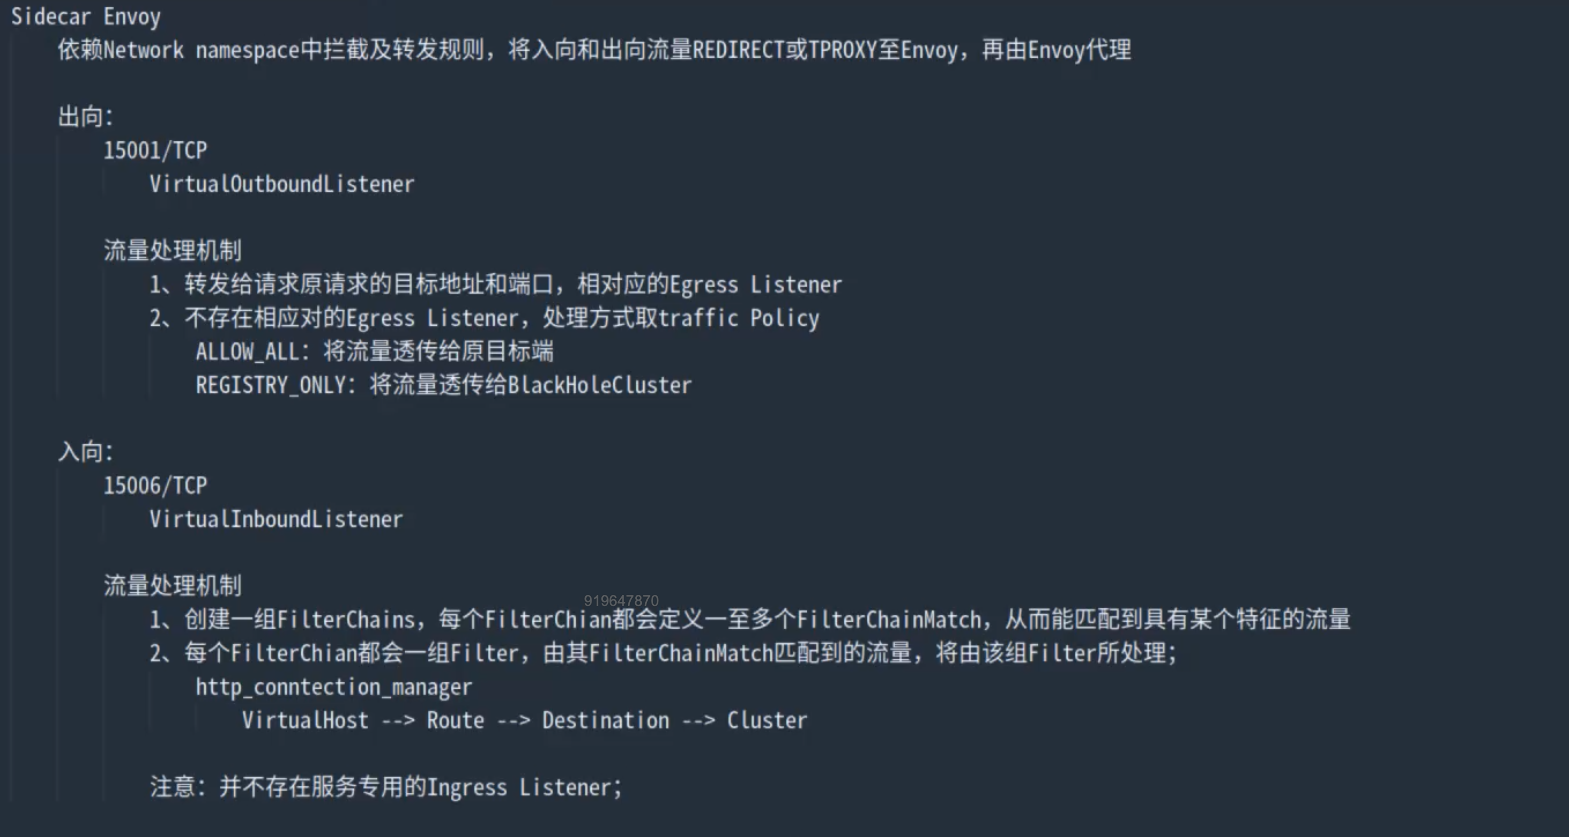 Sidecar Envoy
依赖Network namespace中拦截及转发规则，将入向和出向流量REDIRECT或TPROXY至Envoy，再由Envoy代理
出向：
15001/TCP
VirtualOutboundListener
流量处理机制
1、转发给请求原请求的目标地址和端口，相对应的Egress Listener
2、不存在相应对的Egress Listener，处理方式取traffic Policy
ALLOW_ALL：将流量透传给原目标端
REGISTRY_ONLY：将流量透传给BlackHoleCluster
入向：
15006/TCP
VirtualInboundListener
流量处理机制
919647870
1、创建一组FilterChains，每个FilterChian都会定义一至多个FilterChainMatch，从而能匹配到具有某个特征的流量
2、每个FilterChian都会一组Filter，由其FilterChainMatch匹配到的流量，将由该组Filter所处理；
http_conntection_manager
VirtualHost --> Route --> Destination --> Cluster
注意：并不存在服务专用的Ingress Listener；